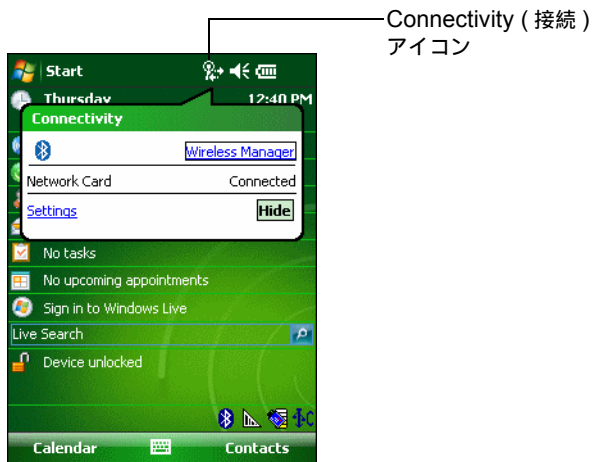 Connectivity ( 接続 )
アイコン
Start
Thursday 12:40 PM
Connectivity
Wireless Manager
Network Card Connected
Settings Hide
No tasks
No upcoming appointments
Sign in to Windows Live
Live Search
Device unlocked
Calendar Contacts